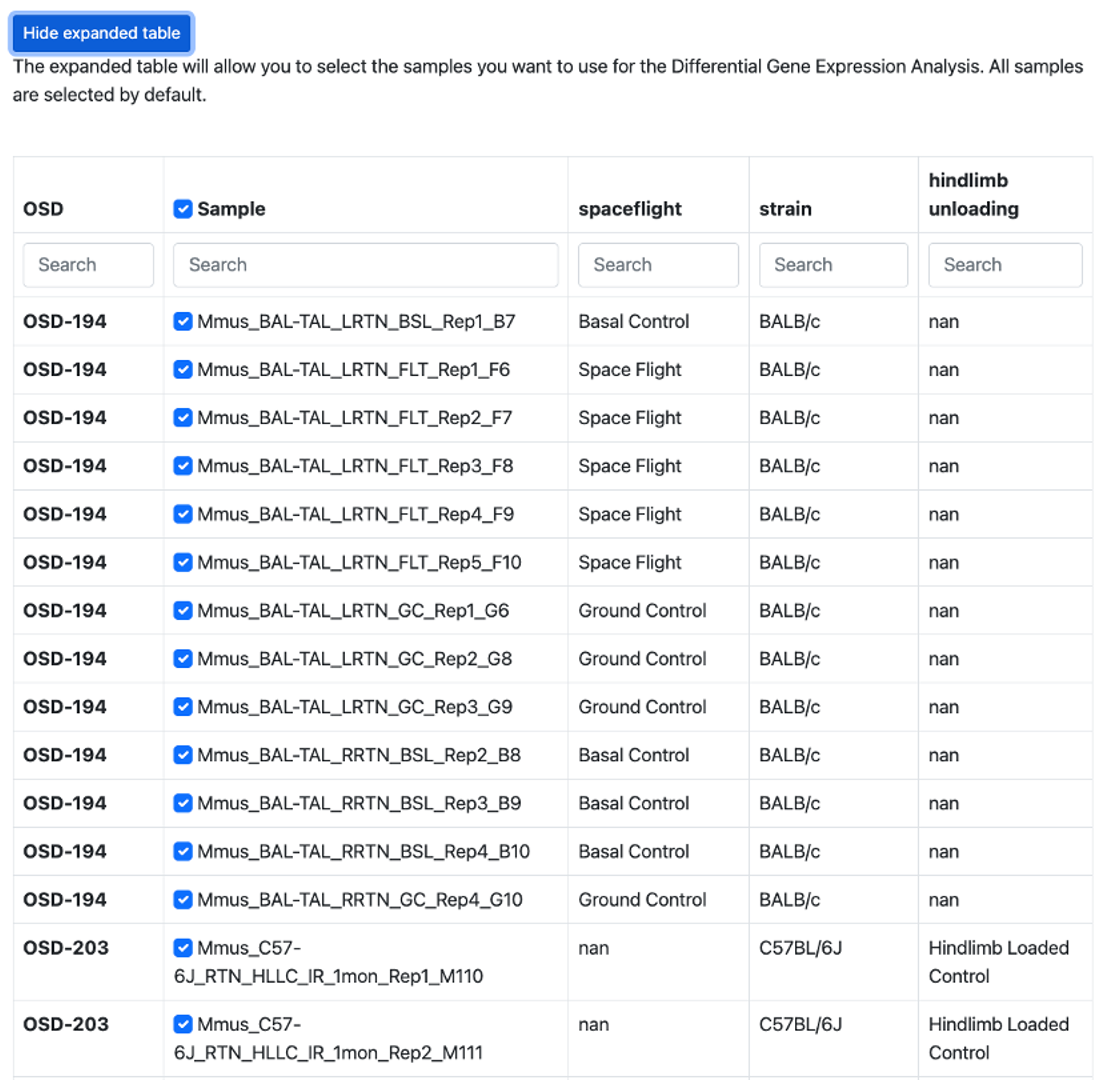 Hide expanded table
The expanded table will allow you to select the samples you want to use for the Differential Gene Expression Analysis. All samples
are selected by default.
OSD Sample spaceflight strain hindlimb
unloading
Search Search Search Search Search
OSD-194 Mmus_BAL-TAL_LRTN_BSL_Rep1_B7 Basal Control BALB/c nan
OSD-194 Mmus_BAL-TAL_LRTN_FLT_Rep1_F6 Space Flight BALB/c nan
OSD-194 Mmus_BAL-TAL_LRTN_FLT_Rep2_F7 Space Flight BALB/c nan
OSD-194 Mmus_BAL-TAL_LRTN_FLT_Rep3_F8 Space Flight BALB/c nan
OSD-194 Mmus_BAL-TAL_LRTN_FLT_Rep4_F9 Space Flight BALB/c nan
OSD-194 Mmus_BAL-TAL_LRTN_FLT_Rep5_F10 Space Flight BALB/c nan
OSD-194 Mmus_BAL-TAL_LRTN_GC_Rep1_G6 Ground Control BALB/c nan
OSD-194 Mmus_BAL-TAL_LRTN_GC_Rep2_G8 Ground Control BALB/c nan
OSD-194 Mmus_BAL-TAL_LRTN_GC_Rep3_G9 Ground Control BALB/c nan
OSD-194 Mmus_BAL-TAL_RRTN_BSL_Rep2_B8 Basal Control BALB/c nan
OSD-194 Mmus_BAL-TAL_RRTN_BSL_Rep3_B9 Basal Control BALB/c nan
OSD-194 Mmus_BAL-TAL_RRTN_BSL_Rep4_B10 Basal Control BALB/c nan
OSD-194 Mmus_BAL-TAL_RRTN_GC_Rep4_G10 Ground Control BALB/c nan
OSD-203 Mmus_C57- nan C57BL/6J Hindlimb Loaded
6J_RTN_HLLC_IR_1mon_Rep1_M110 Control
OSD-203 Mmus_C57- nan C57BL/6J Hindlimb Loaded
6J_RTN_HLLC_IR_1mon_Rep2_M111 Control